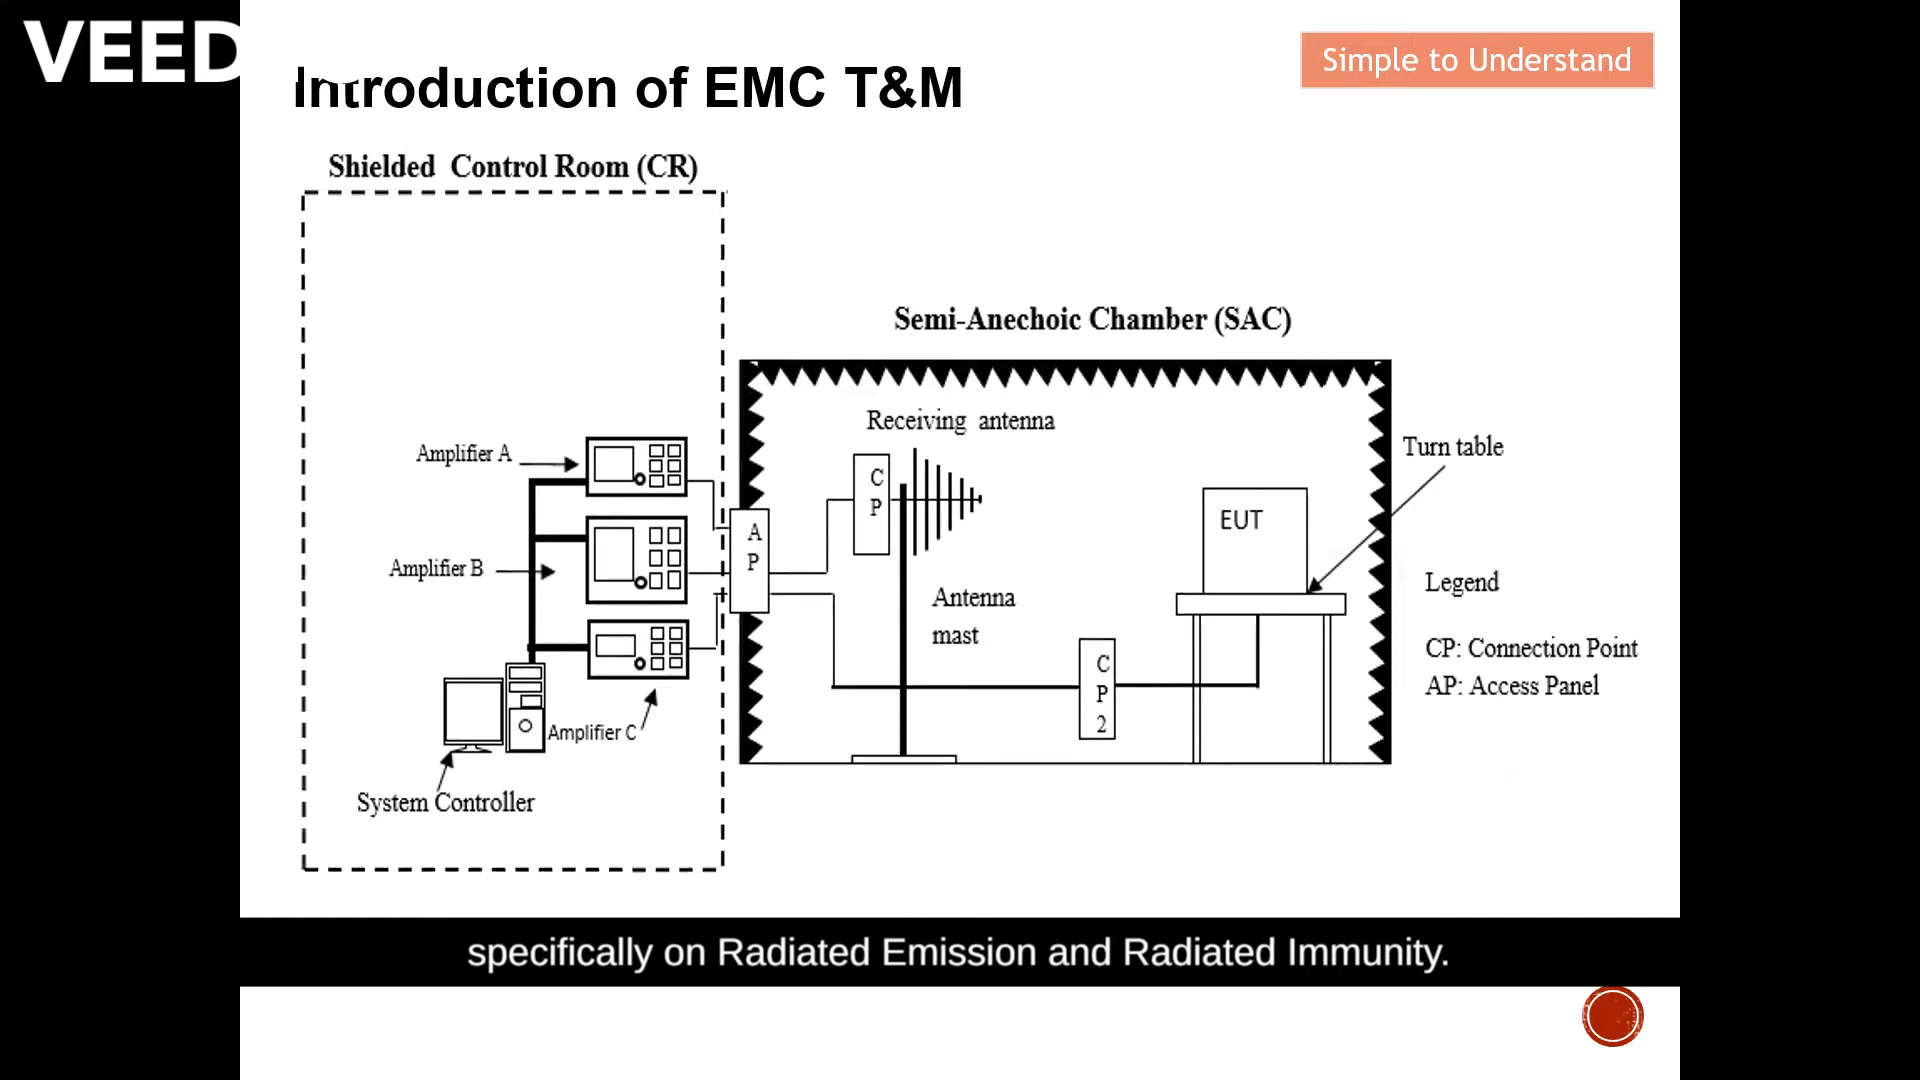 VEED
Introduction of EMC T&M
Simple to Understand
Shielded Control Room (CR)
Semi-Anechoic Chamber (SAC)
Receiving antenna
Turn table
Amplifier A
C
P
A
P
EUT
Amplifier B
Antenna
mast
Legend
C
P
2
CP: Connection Point
AP: Access Panel
Amplifier C
System Controller
specifically on Radiated Emission and Radiated Immunity.